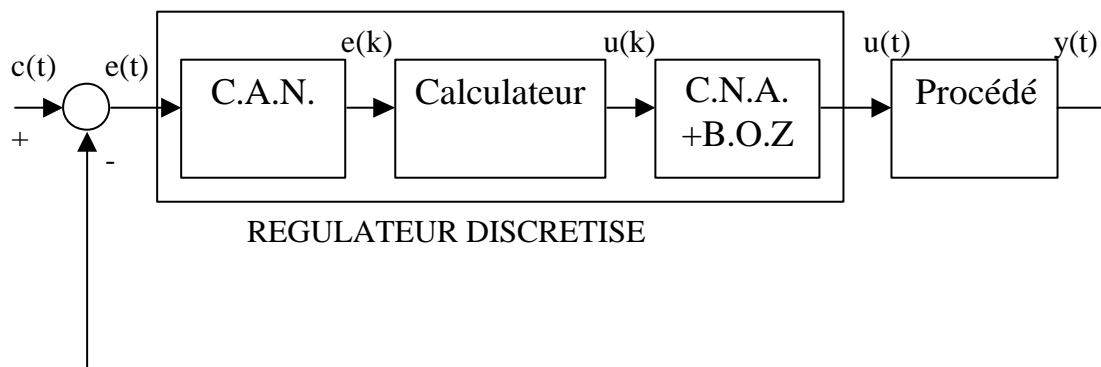 c(t)
e(t)
e(k)
u(k)
u(t)
y(t)
+
-
C.A.N.
Calculateur
C.N.A.
+B.O.Z
Procédé
REGULATEUR DISCRETISE